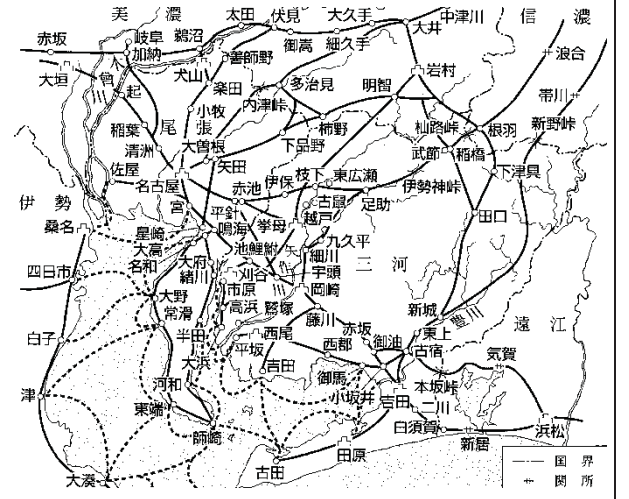 美濃
信濃
太田
伏見
大久手
中津川
赤坂
岐阜
鵜沼
大井
加納
御嵩
細久手
浪合
善師野
大垣
木曽川
犬山
岩村
起
楽田
多治見
明智
帯川
内津峠
小牧
新野峠
尾張
稲葉
柿野
杣路峠
根羽
清洲
大曽根
下品野
武節
稲橋
矢田
下津具
佐屋
名古屋
枝下
東広瀬
伊勢神峠
赤池
伊保
足助
伊勢
宮
古鼠
田口
平針
挙母
越戸
桑名
星崎
鳴海
九久平
大高
池鯉鮒
矢
細川
三河
名和
大府
宇頭
四日市
緒川
刈谷
川
岡崎
大野
市原
鷲塚
新城
豊川
遠江
常滑
高浜
藤川
赤坂
東上
白子
半田
西尾
御油
平坂
西郡
古宿
気賀
大浜
吉田
御馬
本坂峠
津
河和
小坂井
吉田
二川
東端
白須賀
浜松
師崎
新居
田原
古田
大湊
国界
関所